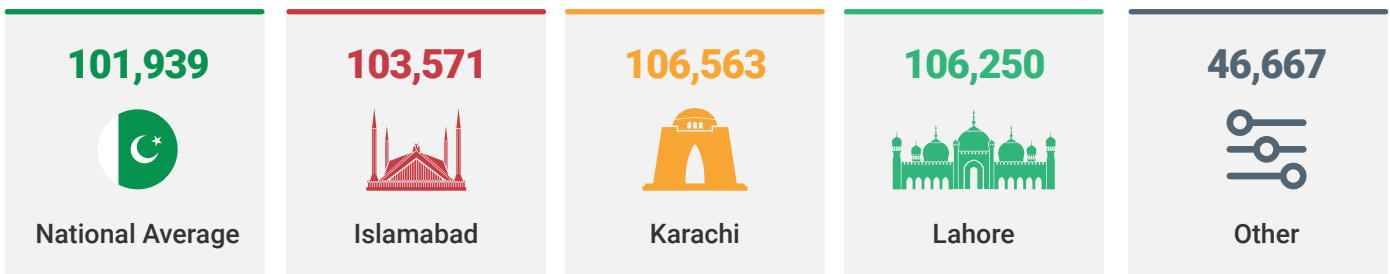 101,939
National Average
103,571
Islamabad
106,563
Karachi
106,250
Lahore
46,667
Other